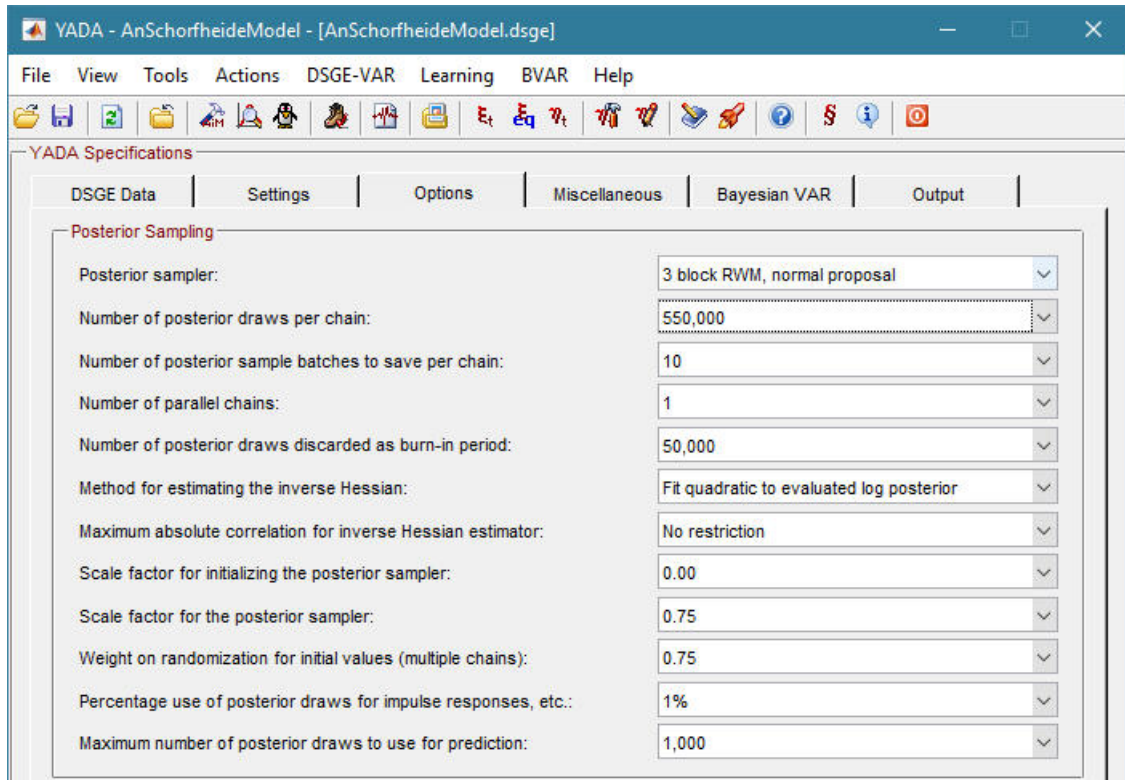 YADA - AnSchorfheideModel - [AnSchorfheideModel.dsge]
File View Tools Actions DSGE-VAR Learning BVAR Help
AiM ξt ξq ηt § i
YADA Specifications
DSGE Data Settings Options Miscellaneous Bayesian VAR Output
Posterior Sampling
Posterior sampler: 3 block RWM, normal proposal
Number of posterior draws per chain: 550,000
Number of posterior sample batches to save per chain: 10
Number of parallel chains: 1
Number of posterior draws discarded as burn-in period: 50,000
Method for estimating the inverse Hessian: Fit quadratic to evaluated log posterior
Maximum absolute correlation for inverse Hessian estimator: No restriction
Scale factor for initializing the posterior sampler: 0.00
Scale factor for the posterior sampler: 0.75
Weight on randomization for initial values (multiple chains): 0.75
Percentage use of posterior draws for impulse responses, etc.: 1%
Maximum number of posterior draws to use for prediction: 1,000